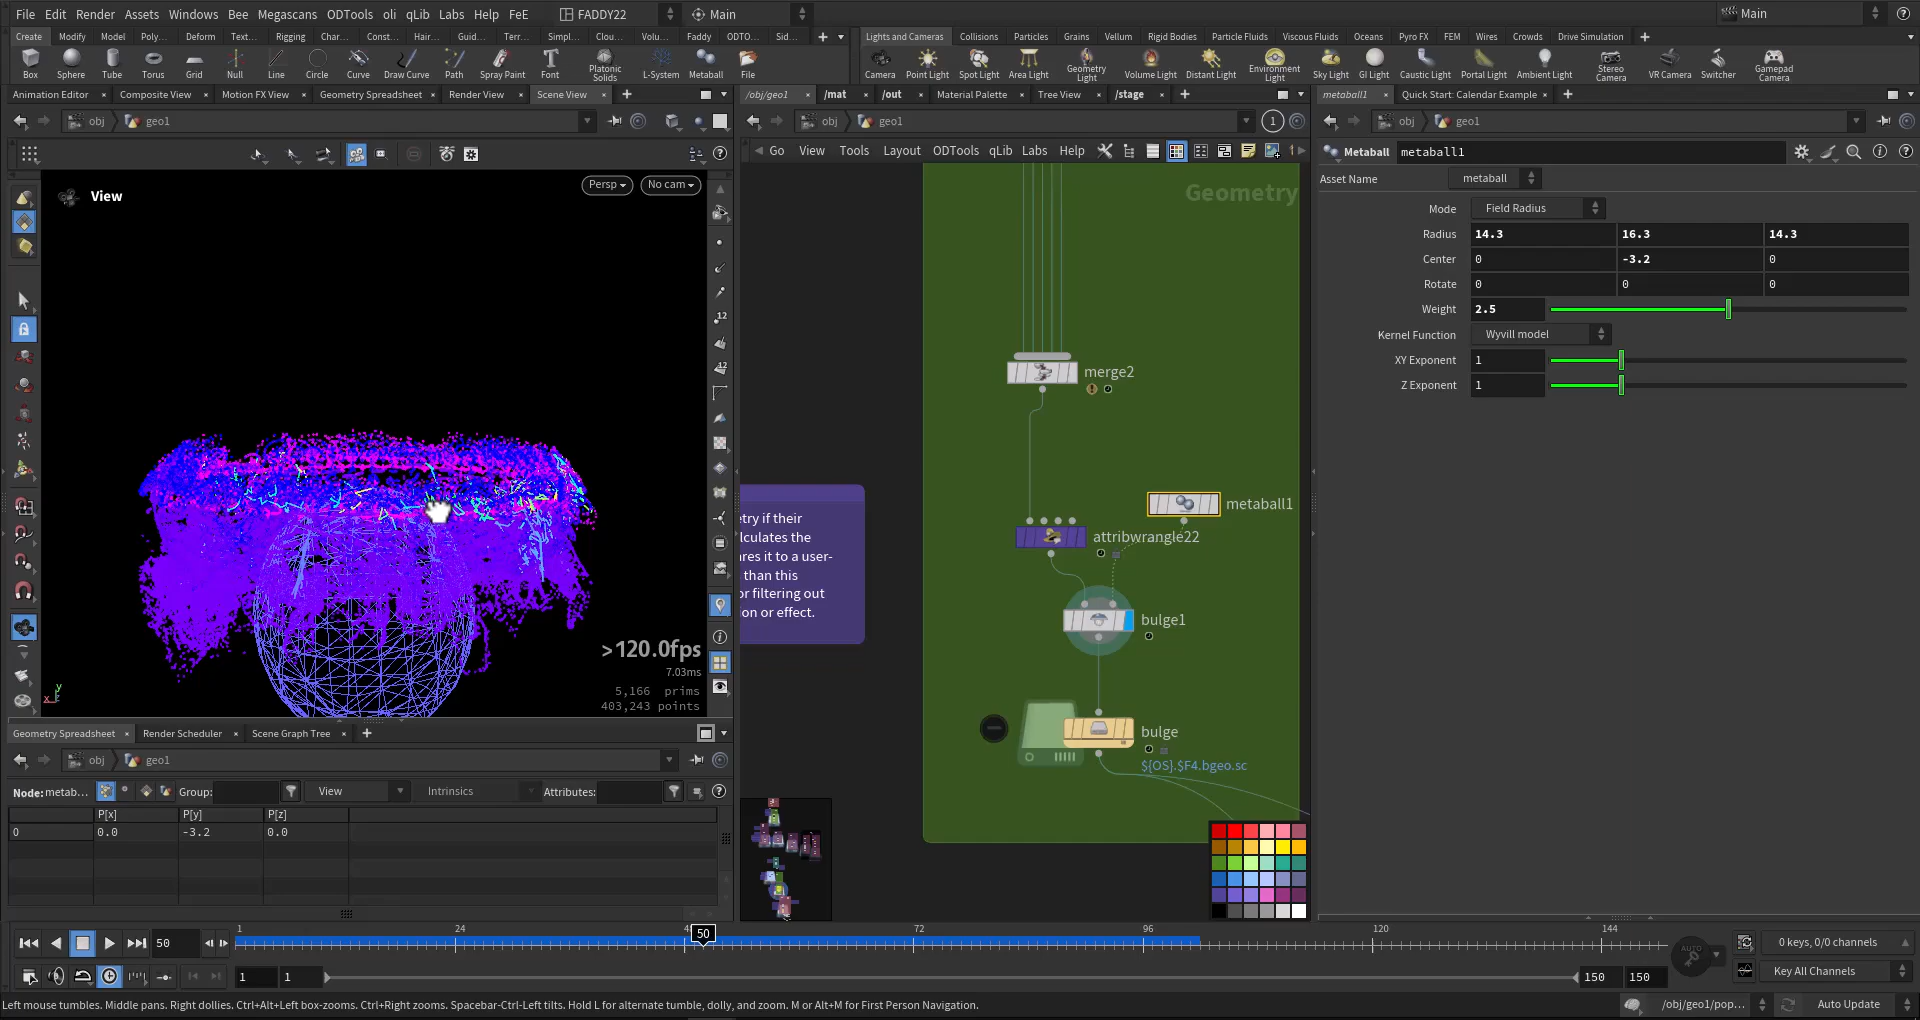 File Edit Render Assets Windows Bee Megascans ODTools oli qLib Labs Help FeE FADDY22 Main Main
Create Modify Model Poly... Deform Text... Rigging Char... Const... Hair... Guid... Terr... Simpl... Clou... Volu... Faddy ODTO... Sid...
Lights and Cameras Collisions Particles Grains Vellum Rigid Bodies Particle Fluids Viscous Fluids Oceans Pyro FX FEM Wires Crowds Drive Simulation
Box Sphere Tube Torus Grid Null Line Circle Curve Draw Curve Path Spray Paint Font Platonic Solids L-System Metaball File
Camera Point Light Spot Light Area Light Geometry Light Volume Light Distant Light Environment Light Sky Light GI Light Caustic Light Portal Light Ambient Light Stereo Camera VR Camera Switcher Gamepad Camera
Animation Editor Composite View Motion FX View Geometry Spreadsheet Render View Scene View
/obj/geo1 /mat /out Material Palette Tree View /stage
metaball1 Quick Start: Calendar Example
obj geo1
obj geo1 1
obj geo1
Go View Tools Layout ODTools qLib Labs Help
Metaball metaball1
Asset Name metaball
Mode Field Radius
Radius 14.3 16.3 14.3
Center 0 -3.2 0
Rotate 0 0 0
Weight 2.5
Kernel Function Wyvill model
XY Exponent 1
Z Exponent 1
View
Persp No cam
12
12
>120.0fps
7.03ms
5,166 prims
403,243 points
y
x
Geometry
merge2
metaball1
attribwrangle22
bulge1
bulge
${OS}.$F4.bgeo.sc
etry if their
lculates the
ares it to a user-
than this
or filtering out
ion or effect.
Geometry Spreadsheet Render Scheduler Scene Graph Tree
obj geo1
Node: metab... Group: View Intrinsics Attributes:
P[x] P[y] P[z]
0 0.0 -3.2 0.0
1 24 50 72 96 120 144
50
1 1 150 150
AUTO
0 keys, 0/0 channels
Key All Channels
Left mouse tumbles. Middle pans. Right dollies. Ctrl+Alt+Left box-zooms. Ctrl+Right zooms. Spacebar-Ctrl-Left tilts. Hold L for alternate tumble, dolly, and zoom. M or Alt+M for First Person Navigation.
/obj/geo1/pop... Auto Update